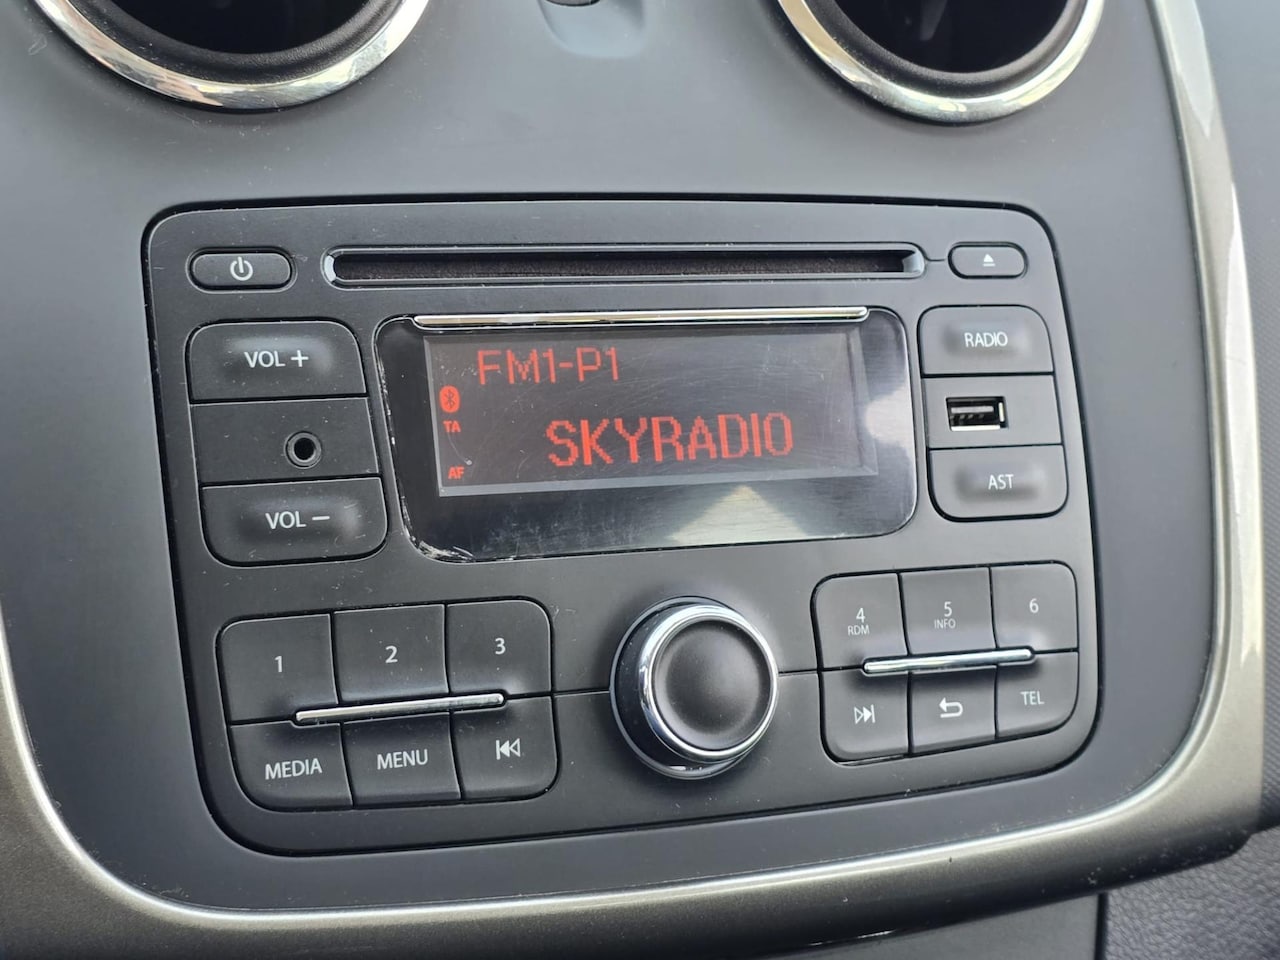 VOL +
FM1-P1
TA
SKYRADIO
AF
RADIO
AST
VOL –
1
2
3
4
RDM
5
INFO
6
MEDIA
MENU
TEL